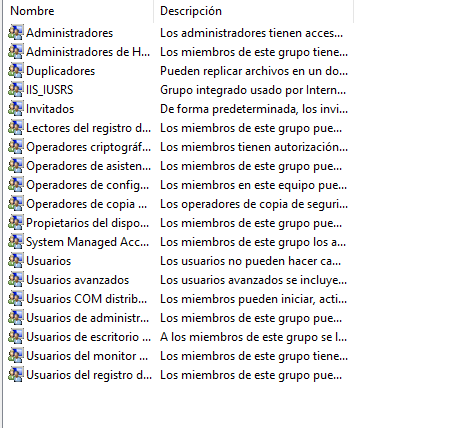 Nombre Descripción
Administradores Los administradores tienen acces...
Administradores de H... Los miembros de este grupo tiene...
Duplicadores Pueden replicar archivos en un do...
IIS_IUSRS Grupo integrado usado por Intern...
Invitados De forma predeterminada, los invi...
Lectores del registro d... Los miembros de este grupo pue...
Operadores criptográf... Los miembros tienen autorización...
Operadores de asisten... Los miembros de este grupo pue...
Operadores de config... Los miembros en este equipo pue...
Operadores de copia ... Los operadores de copia de seguri...
Propietarios del dispo... Los miembros de este grupo pue...
System Managed Acc... Los miembros de este grupo los a...
Usuarios Los usuarios no pueden hacer ca...
Usuarios avanzados Los usuarios avanzados se incluye...
Usuarios COM distrib... Los miembros pueden iniciar, acti...
Usuarios de administr... Los miembros de este grupo pue...
Usuarios de escritorio ... A los miembros de este grupo se l...
Usuarios del monitor ... Los miembros de este grupo tiene...
Usuarios del registro d... Los miembros de este grupo pue...